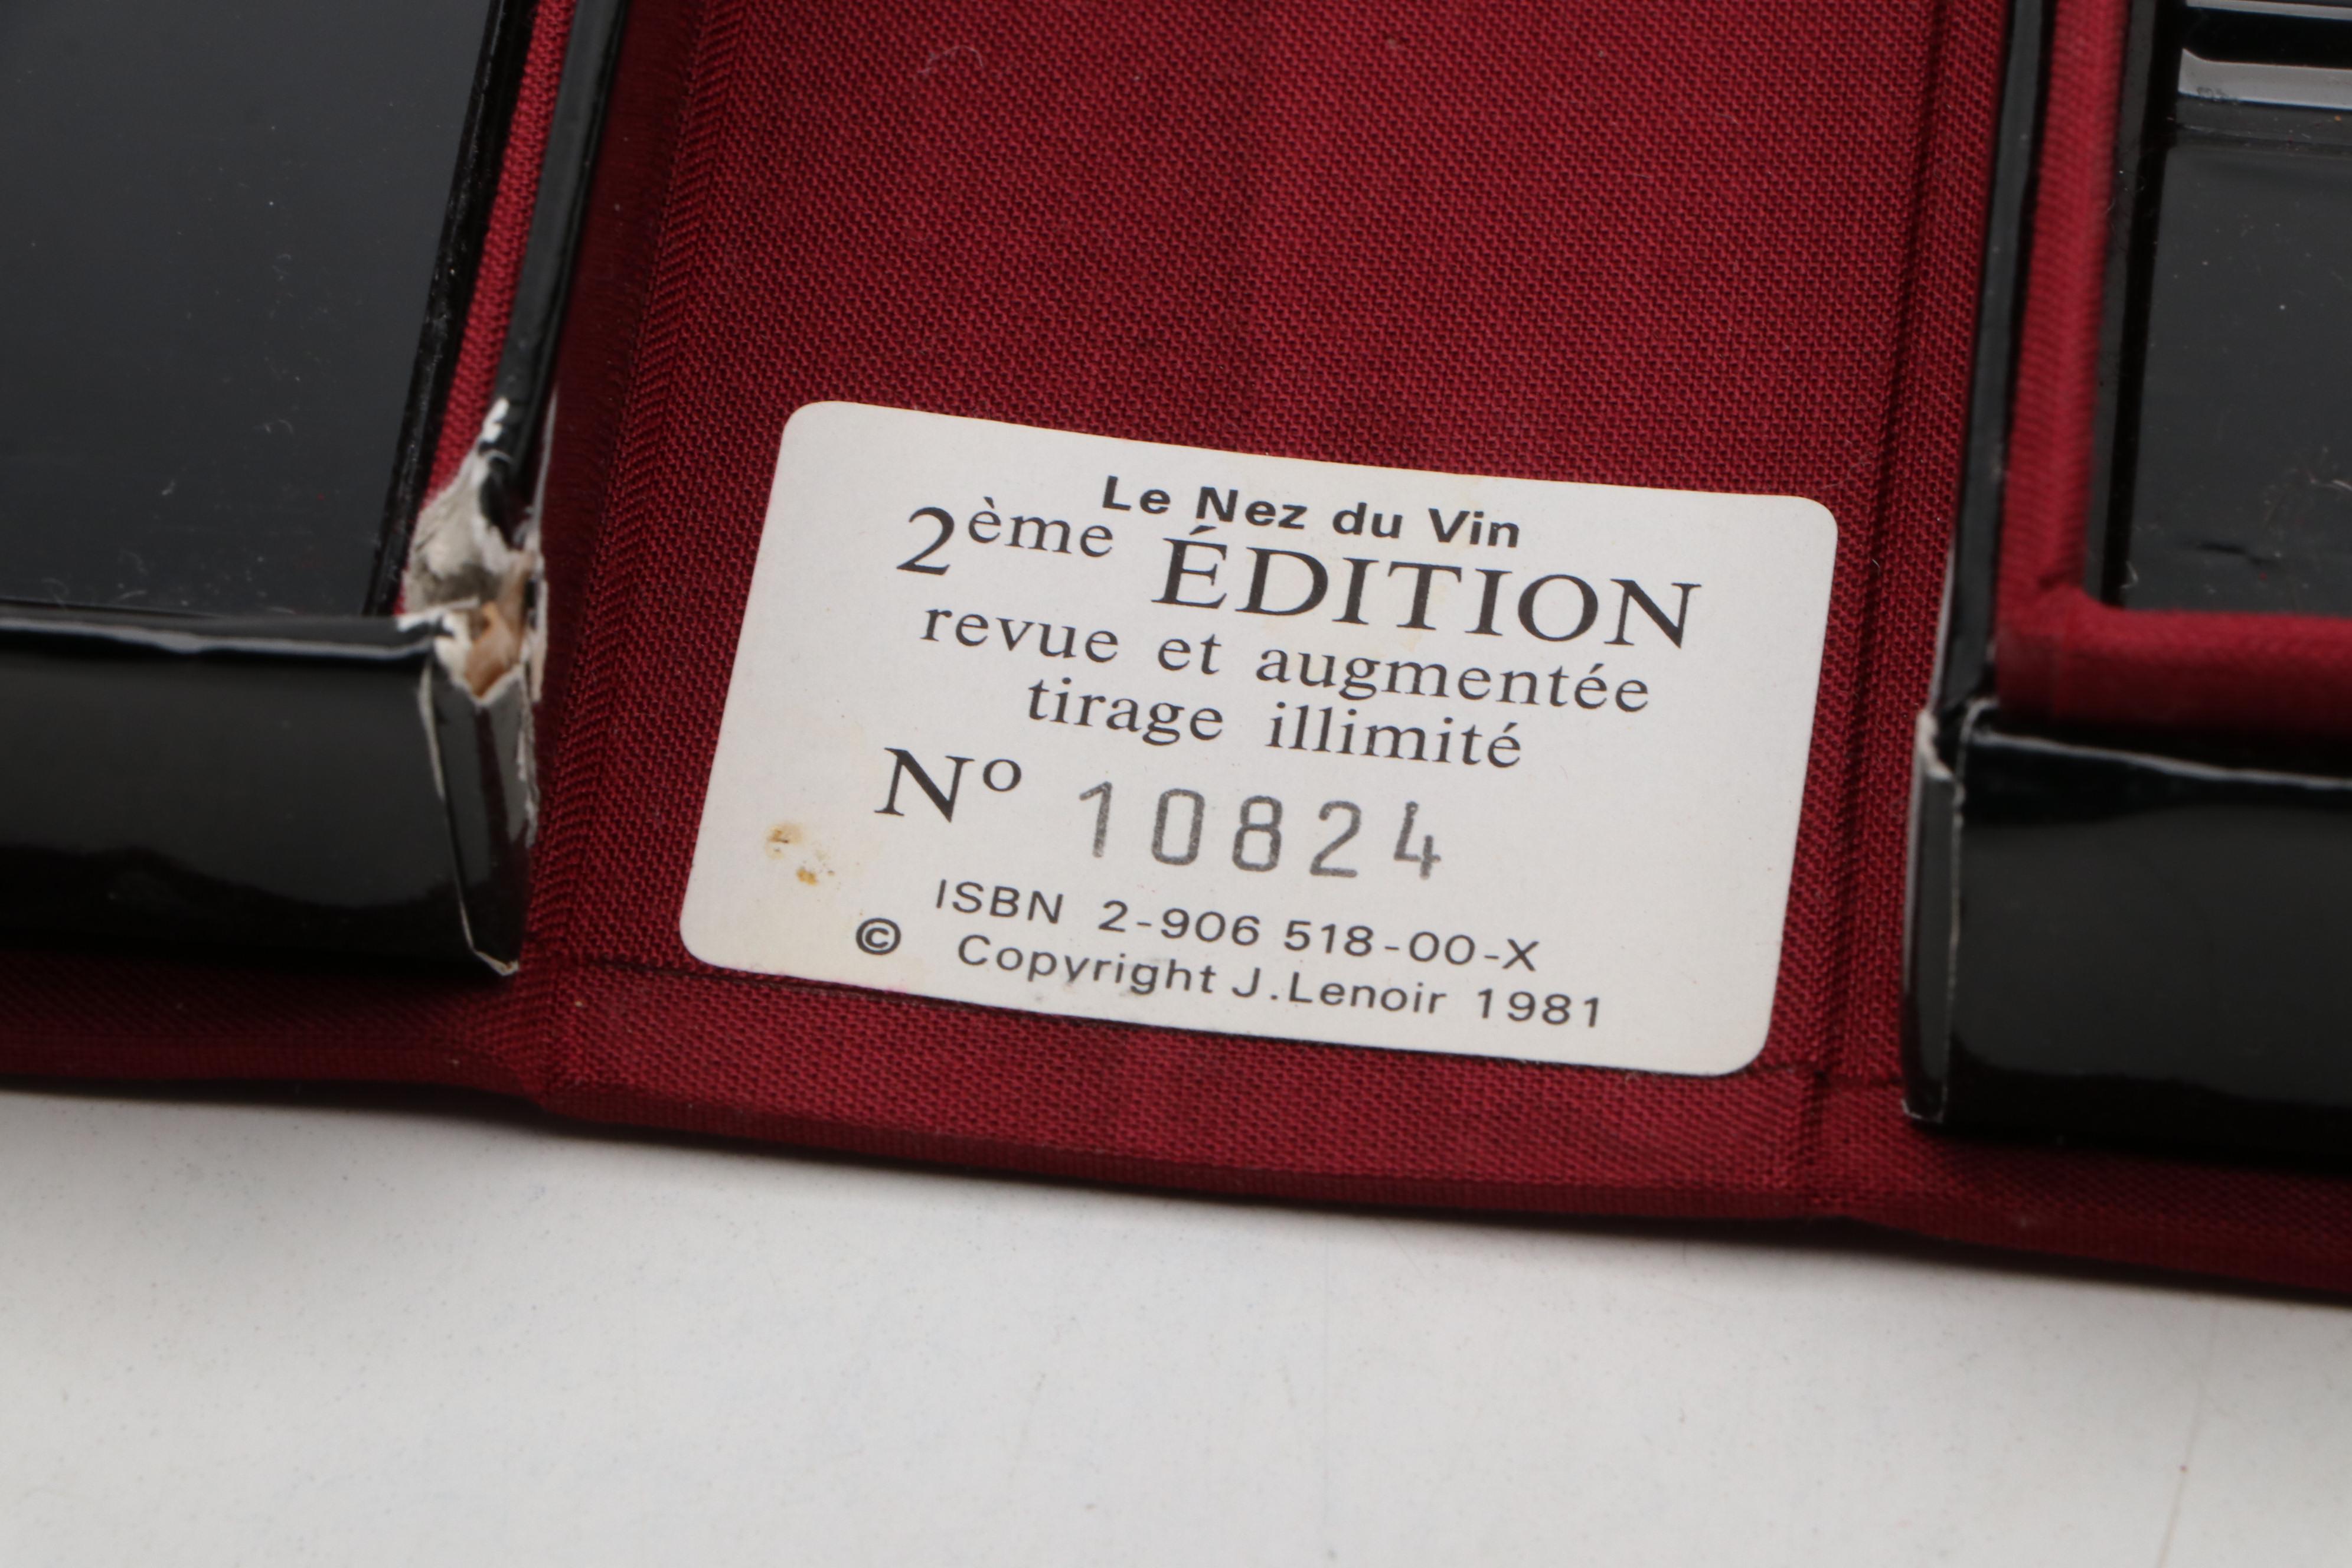 Le Nez du Vin
2ème ÉDITION
revue et augmentée
tirage illimité
Nº 10824
ISBN 2-906 518-00-X
© Copyright J.Lenoir 1981